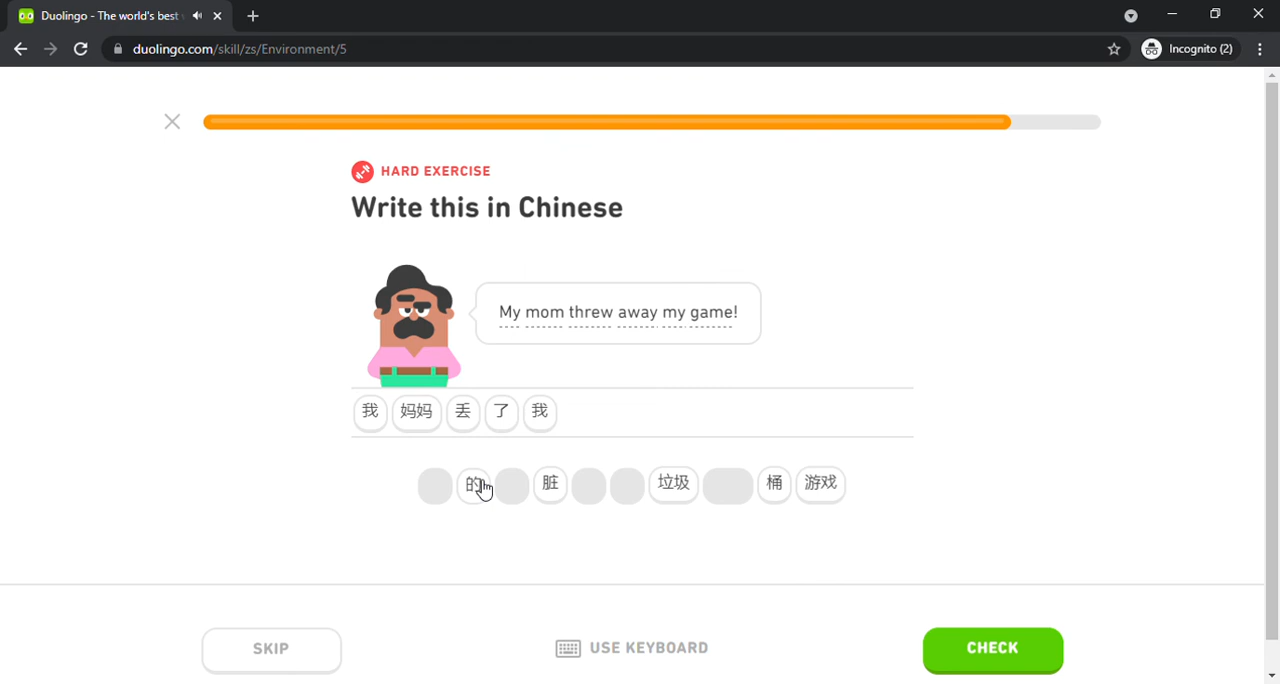 Duolingo - The world's best
duolingo.com/skill/zs/Environment/5
Incognito (2)
HARD EXERCISE
Write this in Chinese
My mom threw away my game!
我 妈妈 丢 了 我
的 脏 垃圾 桶 游戏
SKIP
USE KEYBOARD
CHECK